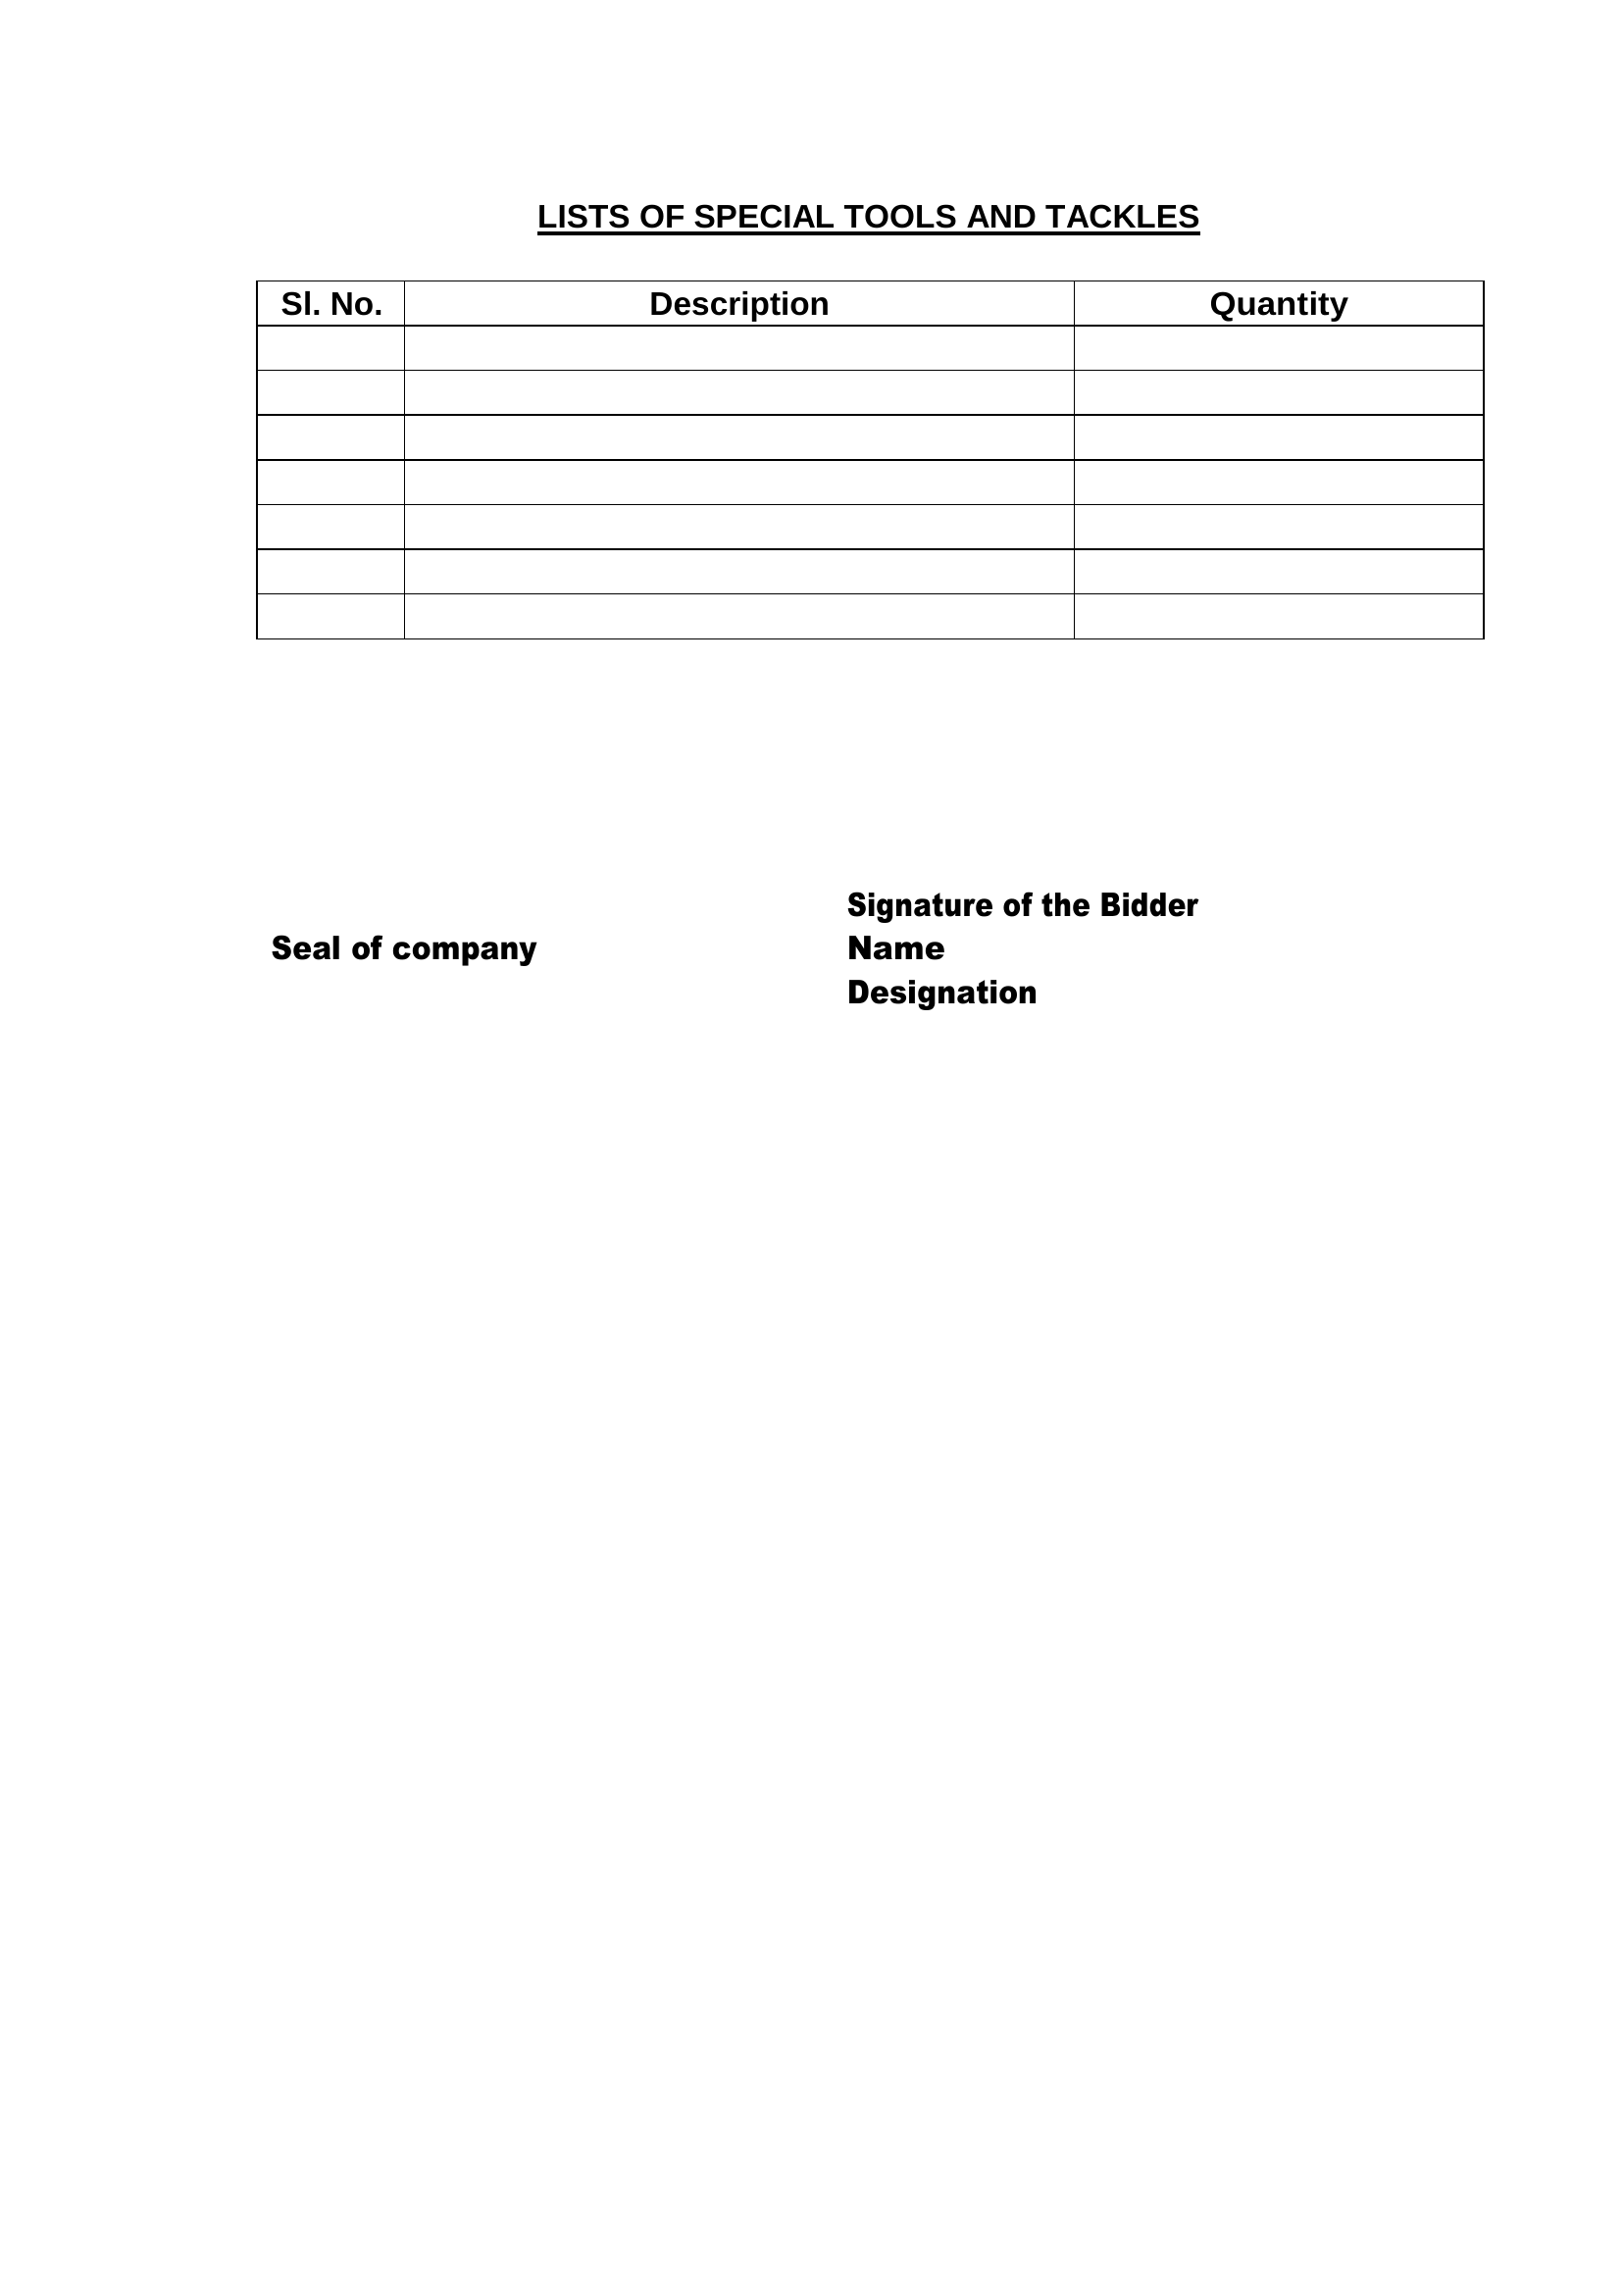 LISTS OF SPECIAL TOOLS AND TACKLES
Sl. No. Description Quantity
Signature of the Bidder
Seal of company Name
Designation